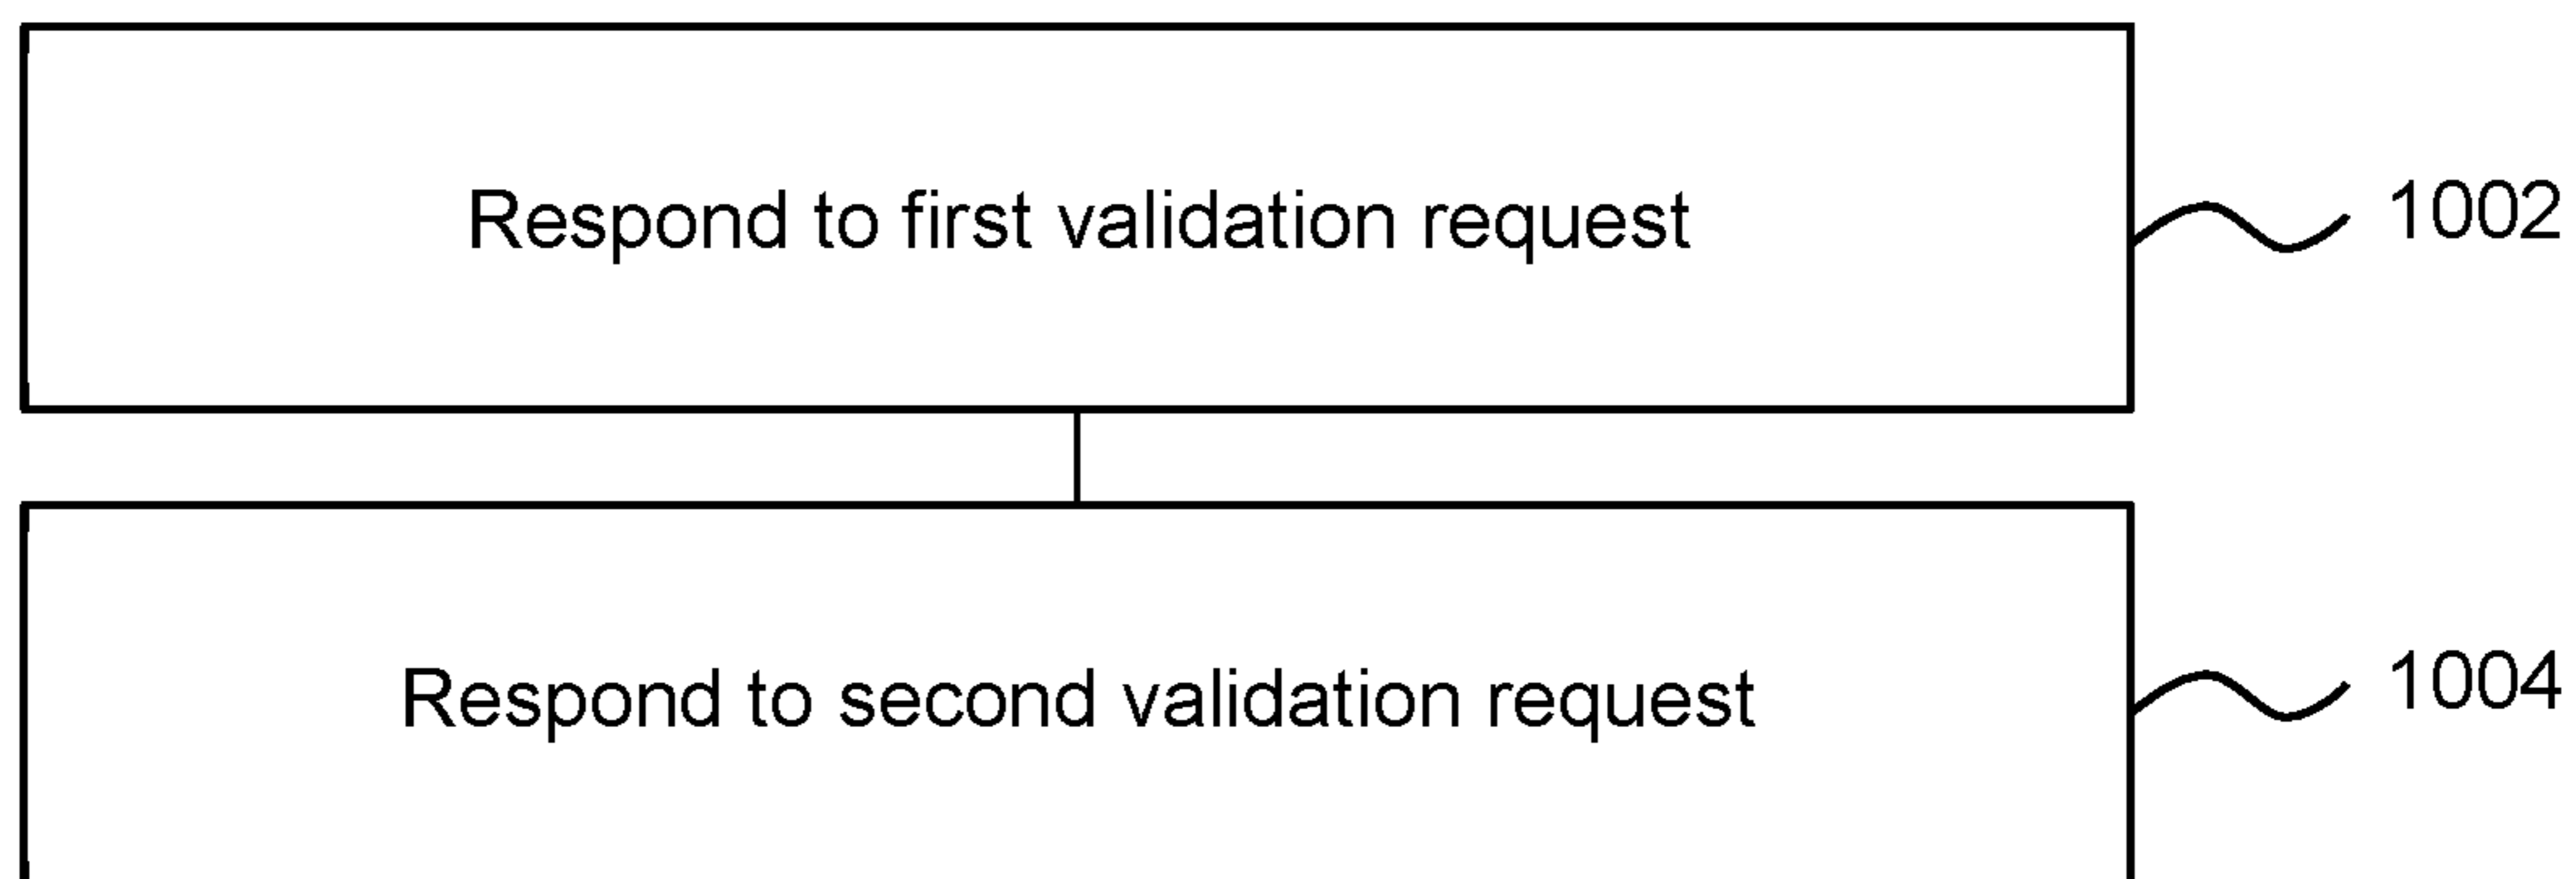 Respond to first validation request
1002
Respond to second validation request
1004